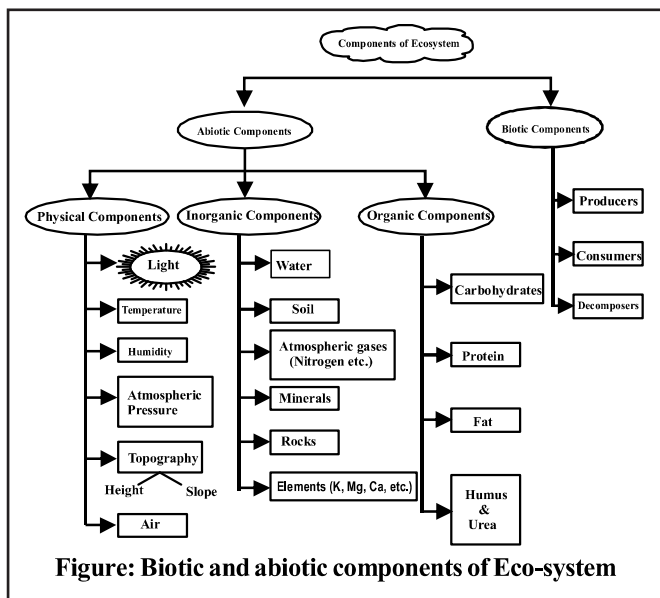 Components of Ecosystem
Abiotic Components
Biotic Components
Physical Components
Inorganic Components
Organic Components
Light
Temperature
Humidity
Atmospheric
Pressure
Topography
Height
Slope
Air
Water
Soil
Atmospheric gases
(Nitrogen etc.)
Minerals
Rocks
Elements (K, Mg, Ca, etc.)
Carbohydrates
Protein
Fat
Humus
&
Urea
Producers
Consumers
Decomposers
Figure: Biotic and abiotic components of Eco-system